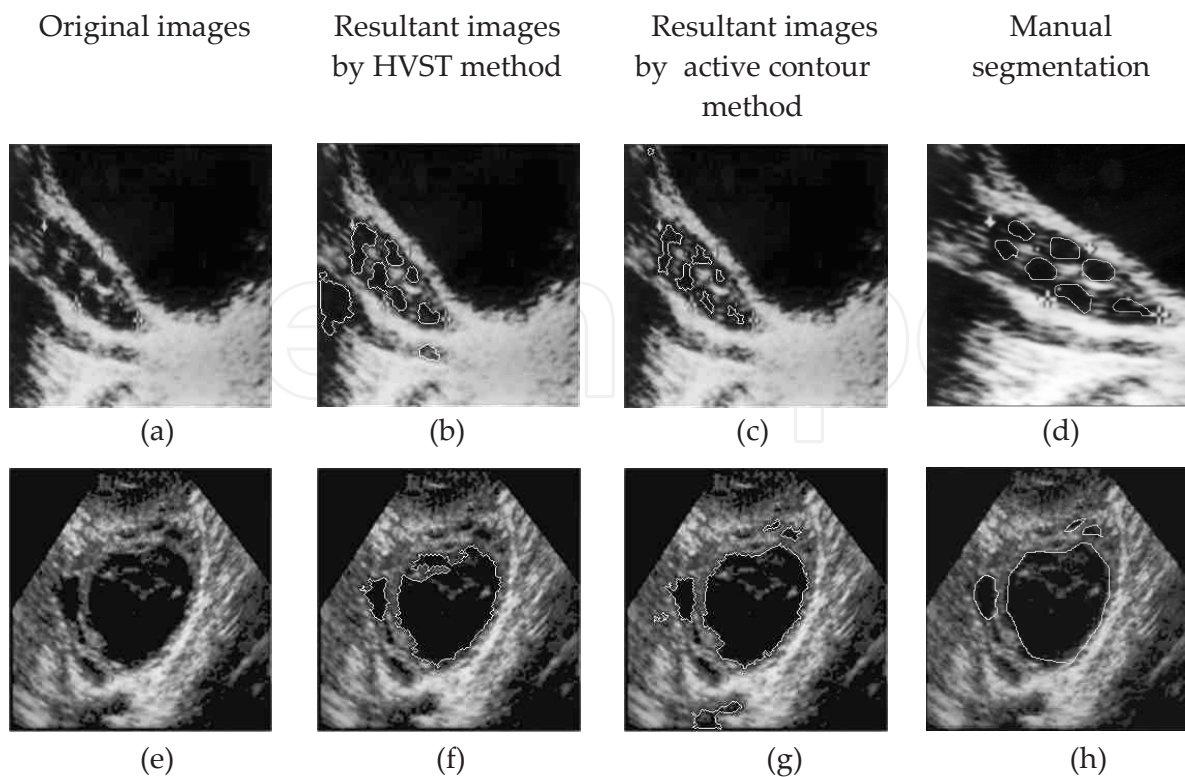 Original images
Resultant images
by HVST method
Resultant images
by active contour
method
Manual
segmentation
(a)
(b)
(c)
(d)
(e)
(f)
(g)
(h)